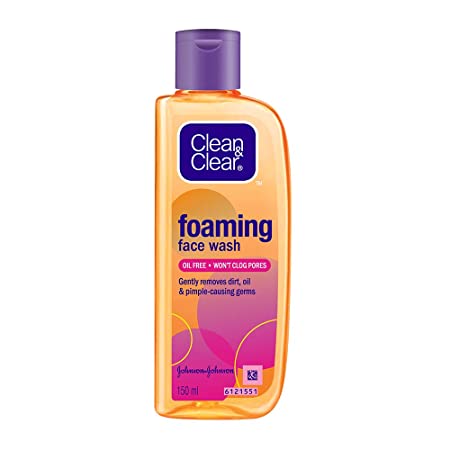 Clean &
Clear®
™
foaming
face wash
OIL FREE • WON'T CLOG PORES
Gently removes dirt, oil
& pimple-causing germs
Johnson+Johnson
150 ml
6121551